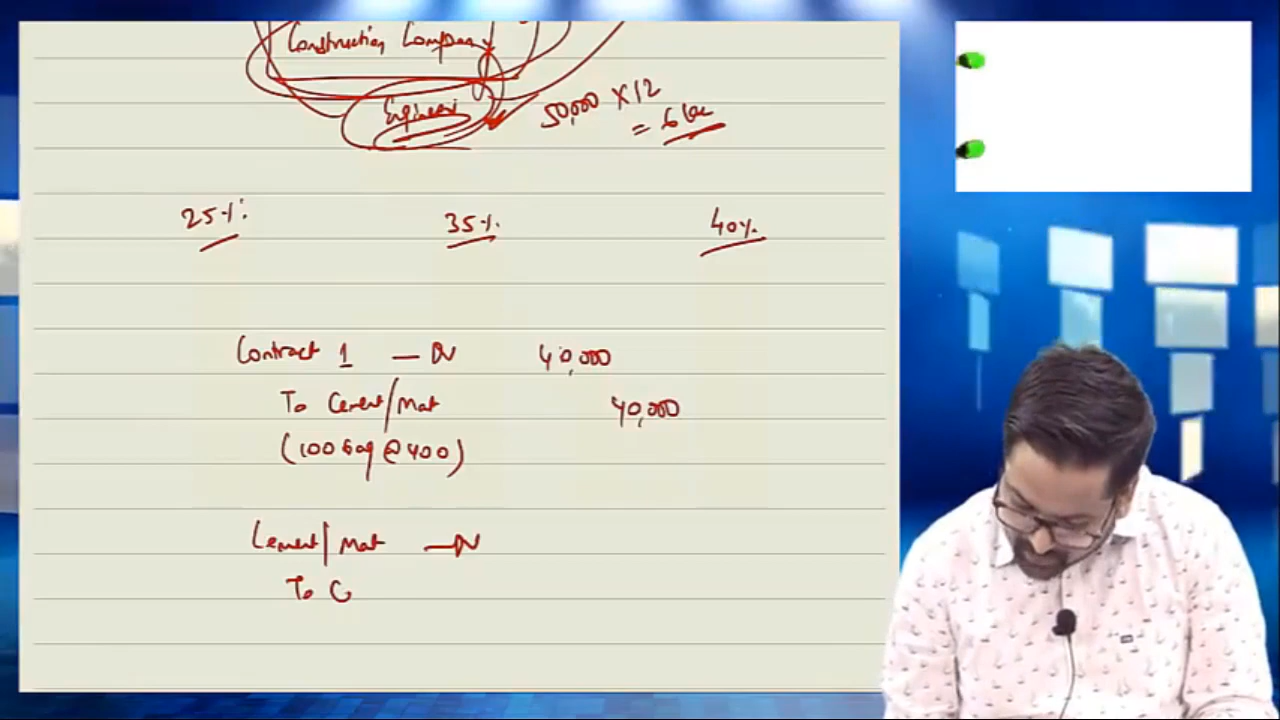 Construction Company
Engineer 50,000 × 12
= 6 lac
25% 35% 40%
Contract 1 — Dr 40,000
To Cement/Mat 40,000
(100 bag @ 400)
Cement/Mat — Dr
To C